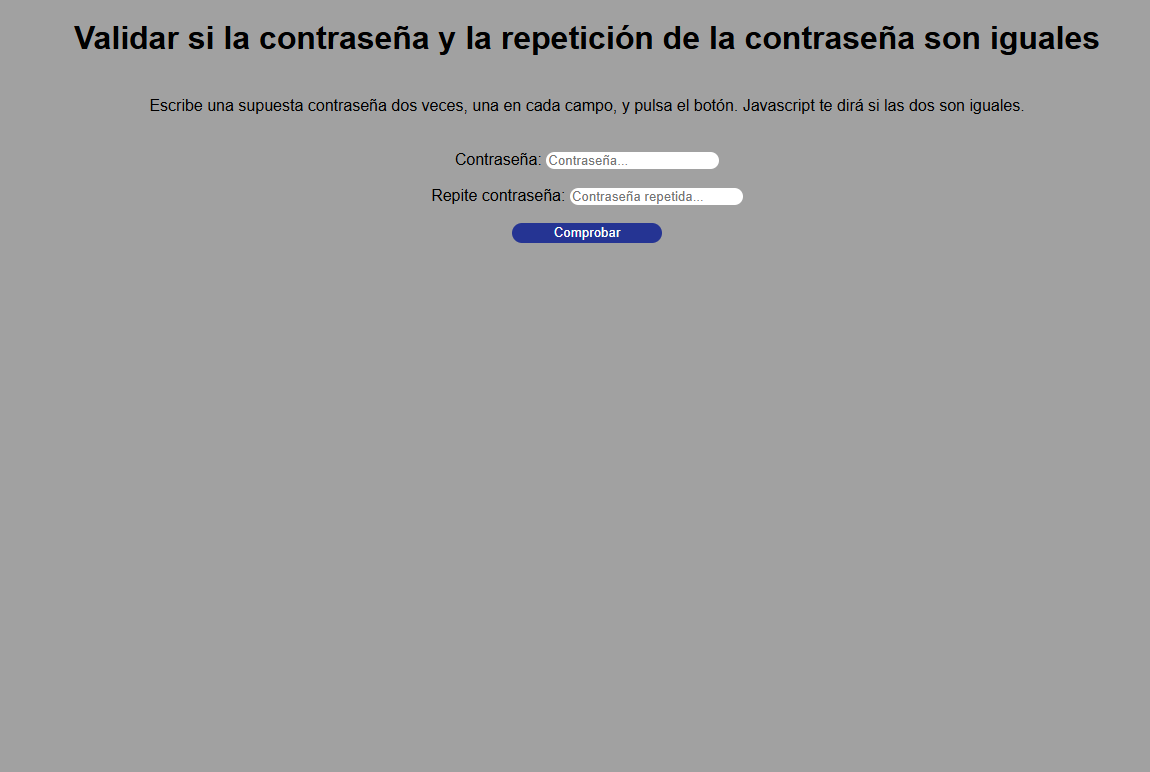 Validar si la contraseña y la repetición de la contraseña son iguales
Escribe una supuesta contraseña dos veces, una en cada campo, y pulsa el botón. Javascript te dirá si las dos son iguales.
Contraseña: Contraseña...
Repite contraseña: Contraseña repetida...
Comprobar